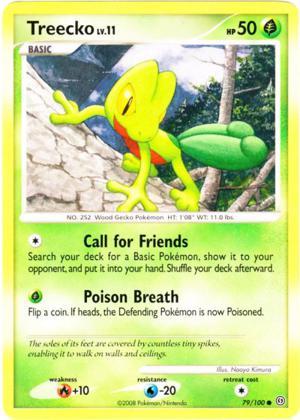 Treecko LV.11
HP 50
BASIC
NO. 252 Wood Gecko Pokémon HT: 1'08" WT: 11.0 lbs.
Call for Friends
Search your deck for a Basic Pokémon, show it to your
opponent, and put it into your hand. Shuffle your deck afterward.
Poison Breath
Flip a coin. If heads, the Defending Pokémon is now Poisoned.
The soles of its feet are covered by countless tiny spikes,
enabling it to walk on walls and ceilings.
Illus. Naoyo Kimura
weakness
resistance
retreat cost
+10
-20
©2008 Pokémon/Nintendo
79/100